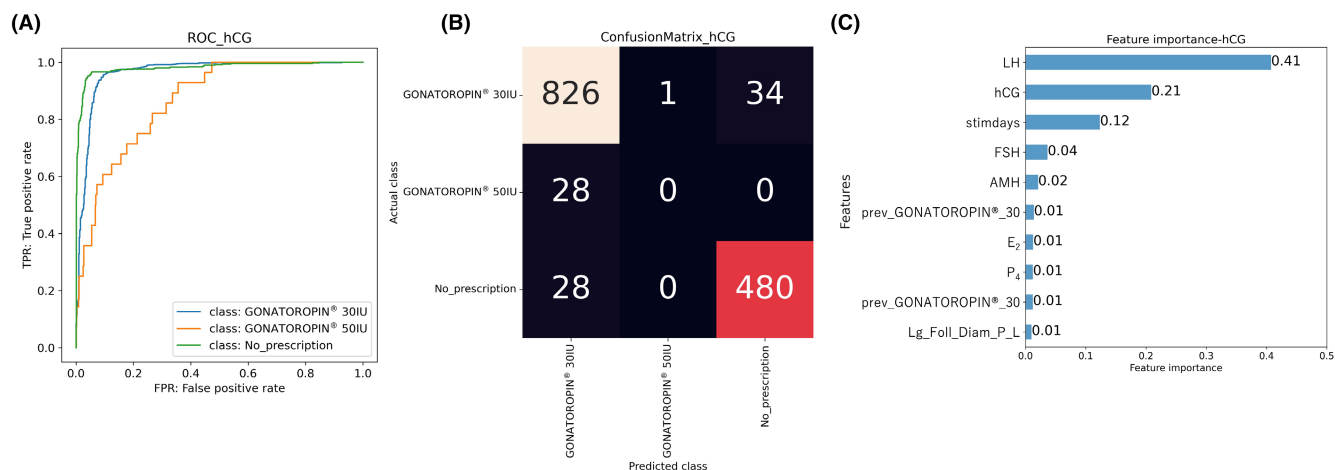 (A)
ROC_hCG
1.0
0.8
0.6
0.4
0.2
0.0
TPR: True positive rate
class: GONATOROPIN® 30IU
class: GONATOROPIN® 50IU
class: No_prescription
0.0 0.2 0.4 0.6 0.8 1.0
FPR: False positive rate
(B)
ConfusionMatrix_hCG
Actual class
GONATOROPIN® 30IU 826 1 34
GONATOROPIN® 50IU 28 0 0
No_prescription 28 0 480
GONATOROPIN® 30IU
GONATOROPIN® 50IU
No_prescription
Predicted class
(C)
Feature importance-hCG
Features
LH 0.41
hCG 0.21
stimdays 0.12
FSH 0.04
AMH 0.02
prev_GONATOROPIN®_30 0.01
E₂ 0.01
P₄ 0.01
prev_GONATOROPIN®_30 0.01
Lg_Foll_Diam_P_L 0.01
0.0 0.1 0.2 0.3 0.4 0.5
Feature importance